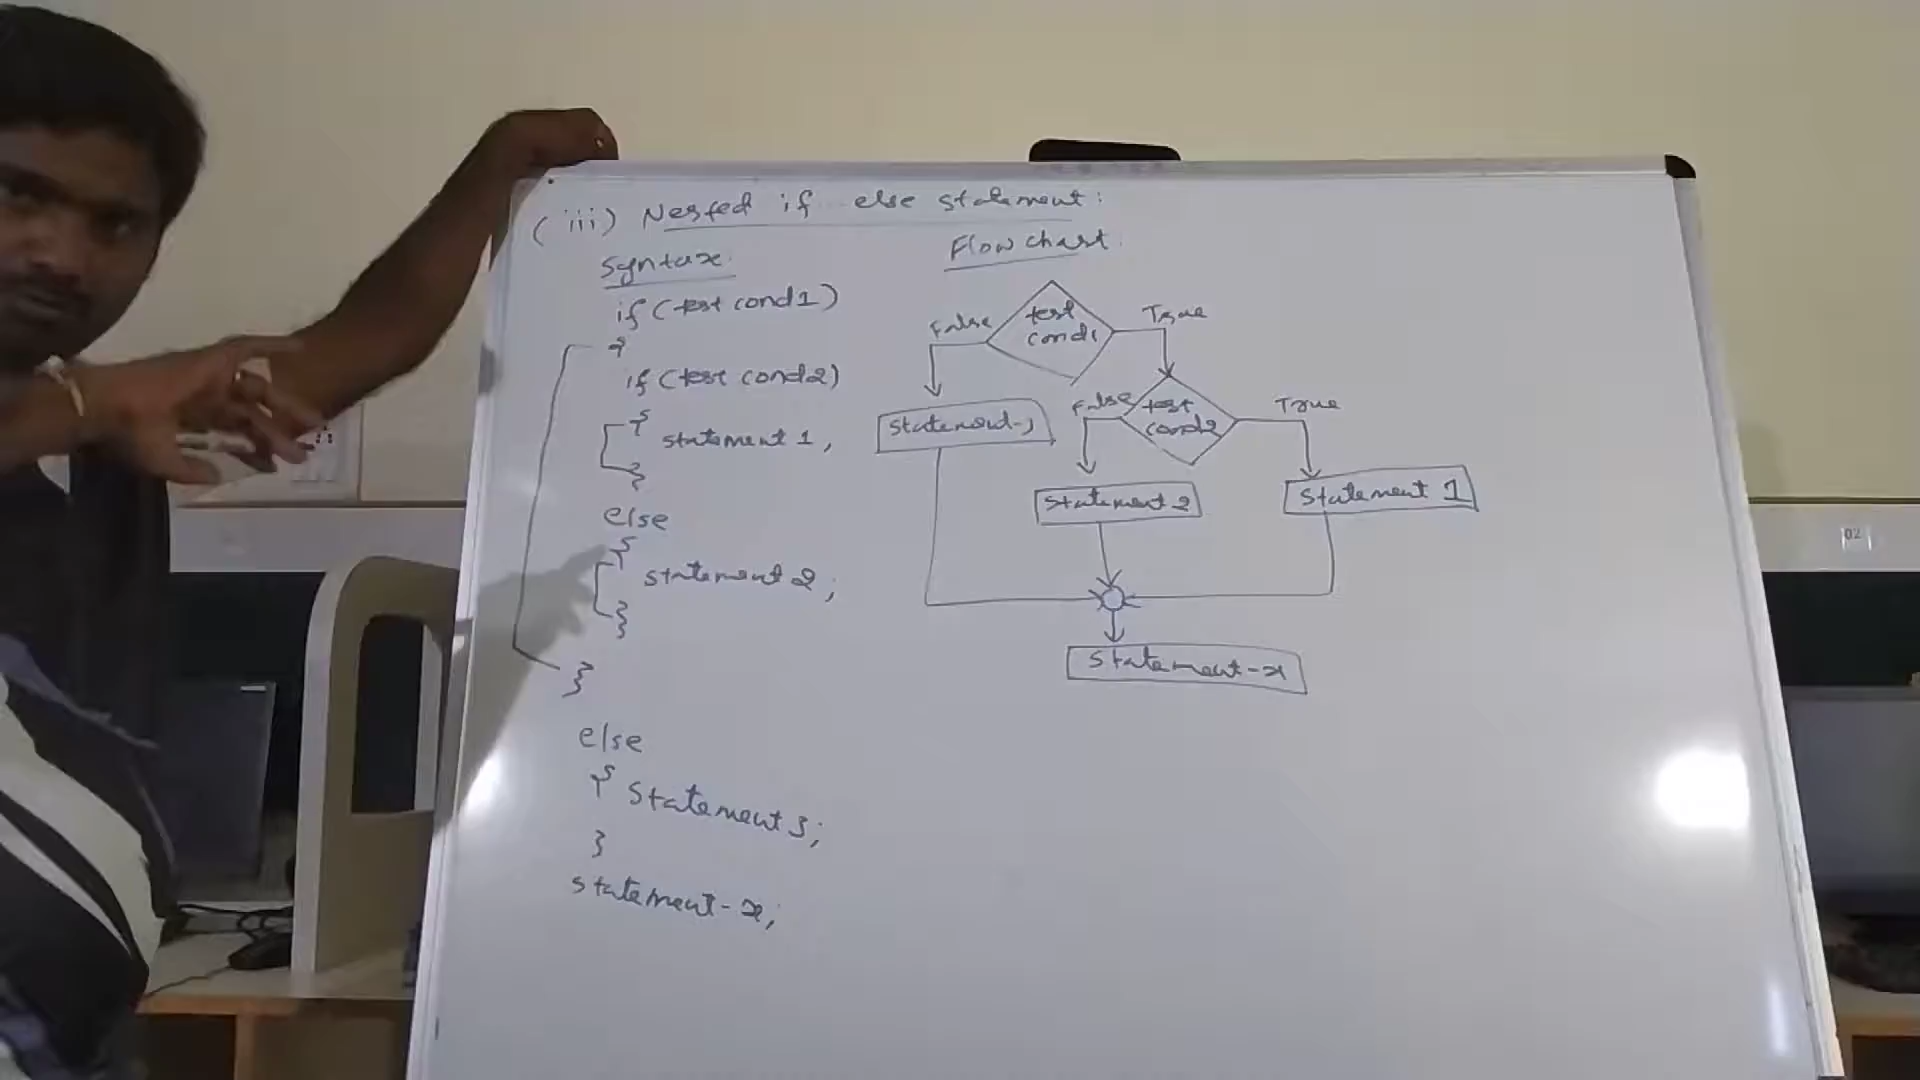 (iii) Nested if else statement:
Syntax.
if (test cond1)
{
if (test cond2)
{
statement 1,
}
else
{
statement 2;
}
}
else
{ Statement 3;
}
statement-x;
Flow chart.
test
cond1
False
True
statement-3
test
cond2
False
True
Statement 2
Statement 1
Statement-x
02